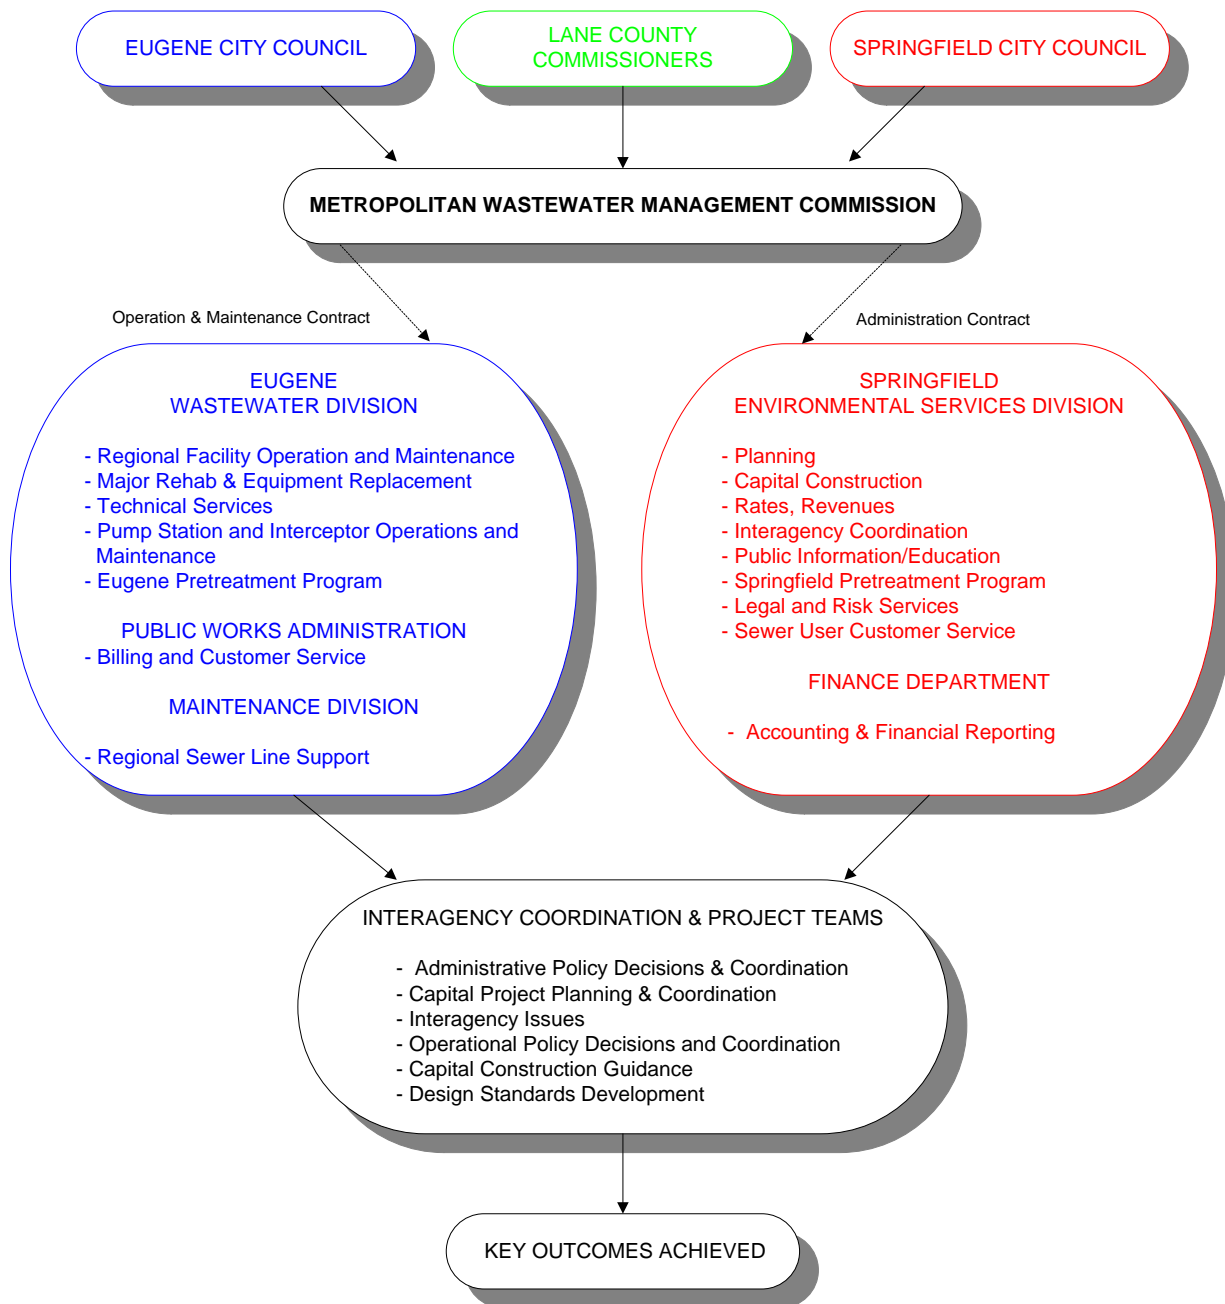 EUGENE CITY COUNCIL
LANE COUNTY
COMMISSIONERS
SPRINGFIELD CITY COUNCIL
METROPOLITAN WASTEWATER MANAGEMENT COMMISSION
Operation & Maintenance Contract
Administration Contract
EUGENE
WASTEWATER DIVISION
- Regional Facility Operation and Maintenance
- Major Rehab & Equipment Replacement
- Technical Services
- Pump Station and Interceptor Operations and
Maintenance
- Eugene Pretreatment Program
PUBLIC WORKS ADMINISTRATION
- Billing and Customer Service
MAINTENANCE DIVISION
- Regional Sewer Line Support
SPRINGFIELD
ENVIRONMENTAL SERVICES DIVISION
- Planning
- Capital Construction
- Rates, Revenues
- Interagency Coordination
- Public Information/Education
- Springfield Pretreatment Program
- Legal and Risk Services
- Sewer User Customer Service
FINANCE DEPARTMENT
- Accounting & Financial Reporting
INTERAGENCY COORDINATION & PROJECT TEAMS
- Administrative Policy Decisions & Coordination
- Capital Project Planning & Coordination
- Interagency Issues
- Operational Policy Decisions and Coordination
- Capital Construction Guidance
- Design Standards Development
KEY OUTCOMES ACHIEVED